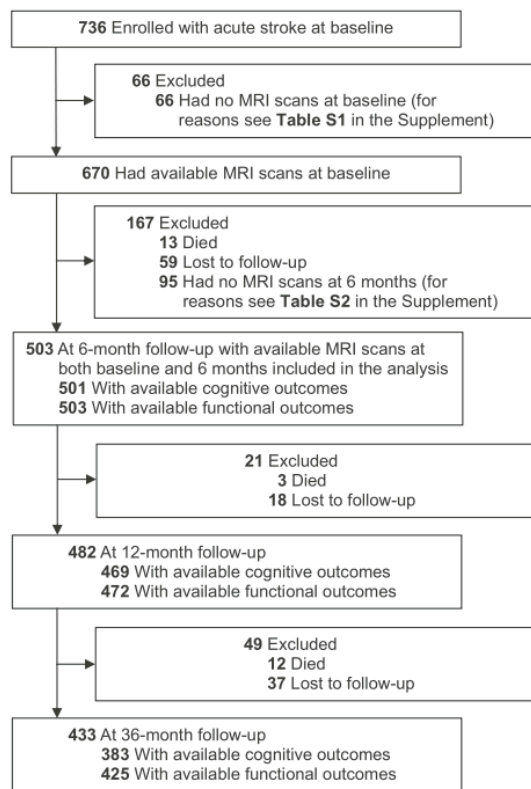 736 Enrolled with acute stroke at baseline
66 Excluded
66 Had no MRI scans at baseline (for
reasons see Table S1 in the Supplement)
670 Had available MRI scans at baseline
167 Excluded
13 Died
59 Lost to follow-up
95 Had no MRI scans at 6 months (for
reasons see Table S2 in the Supplement)
503 At 6-month follow-up with available MRI scans at
both baseline and 6 months included in the analysis
501 With available cognitive outcomes
503 With available functional outcomes
21 Excluded
3 Died
18 Lost to follow-up
482 At 12-month follow-up
469 With available cognitive outcomes
472 With available functional outcomes
49 Excluded
12 Died
37 Lost to follow-up
433 At 36-month follow-up
383 With available cognitive outcomes
425 With available functional outcomes